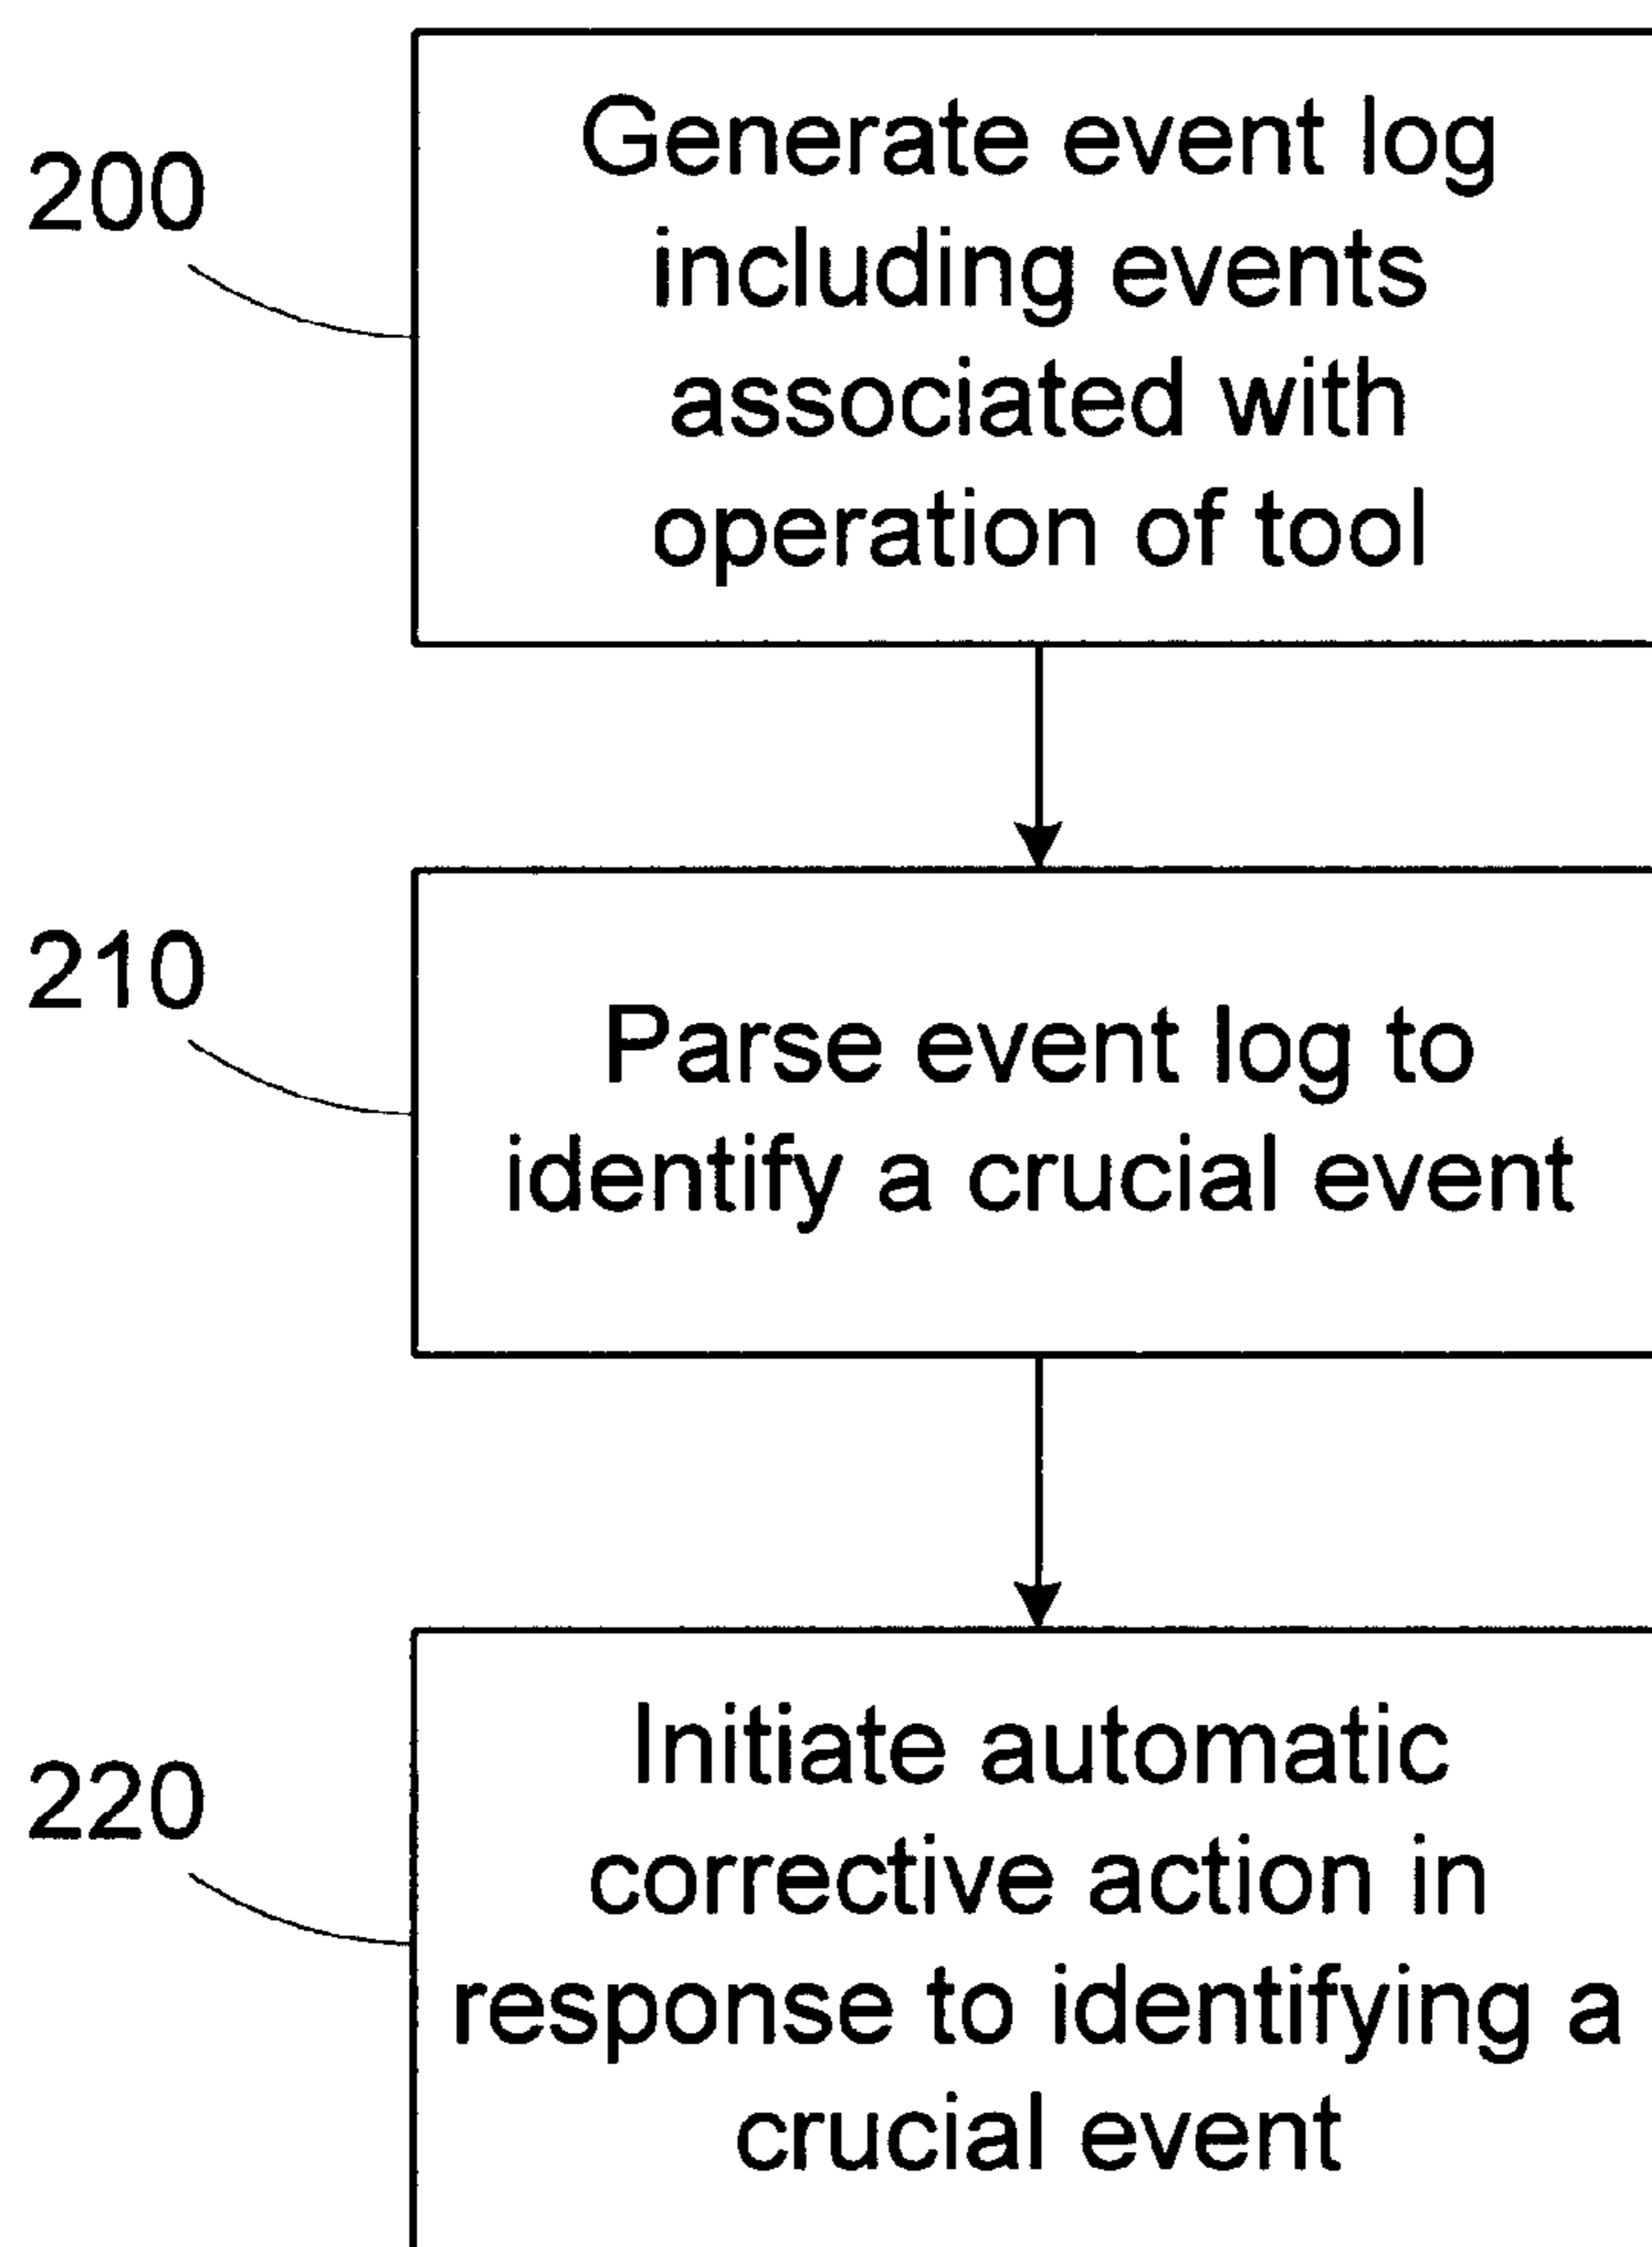 200
Generate event log
including events
associated with
operation of tool
210
Parse event log to
identify a crucial event
220
Initiate automatic
corrective action in
response to identifying a
crucial event